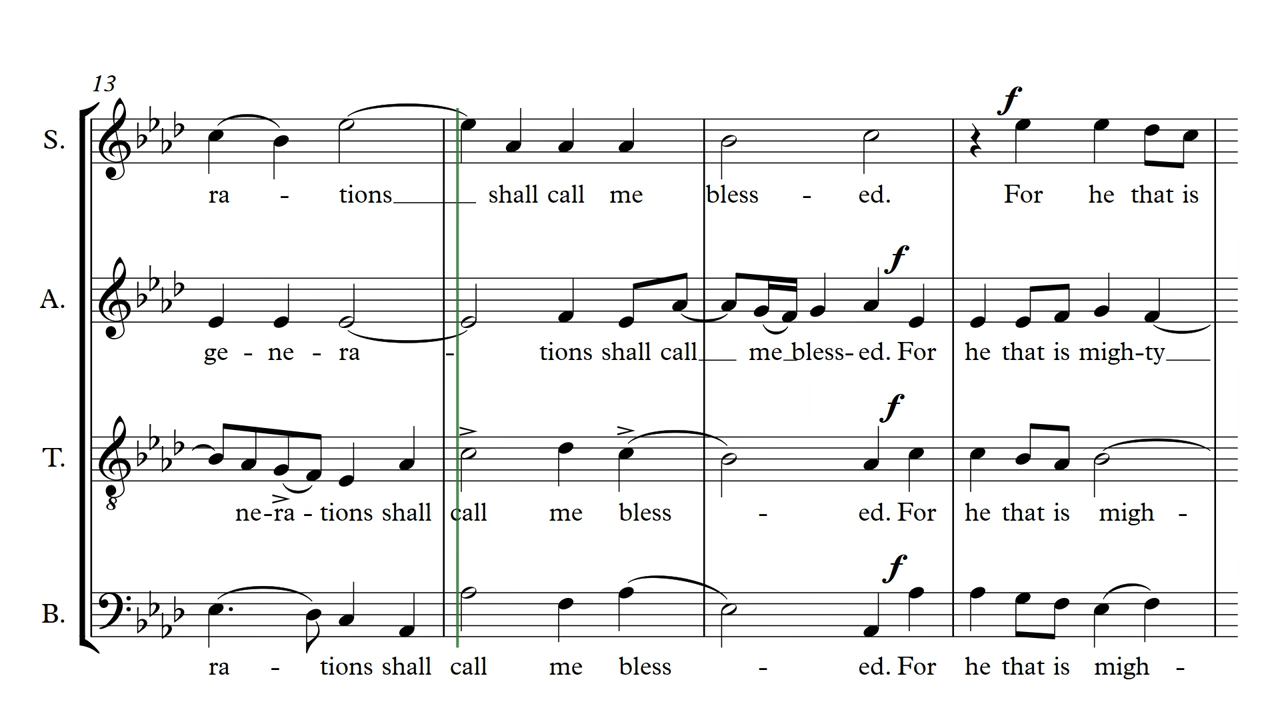 13
S.
f
ra - tions shall call me bless - ed. For he that is
A.
f
ge - ne - ra - tions shall call me bless- ed. For he that is migh-ty
T.
f
8
ne-ra - tions shall call me bless - ed. For he that is migh -
B.
f
ra - tions shall call me bless - ed. For he that is migh -